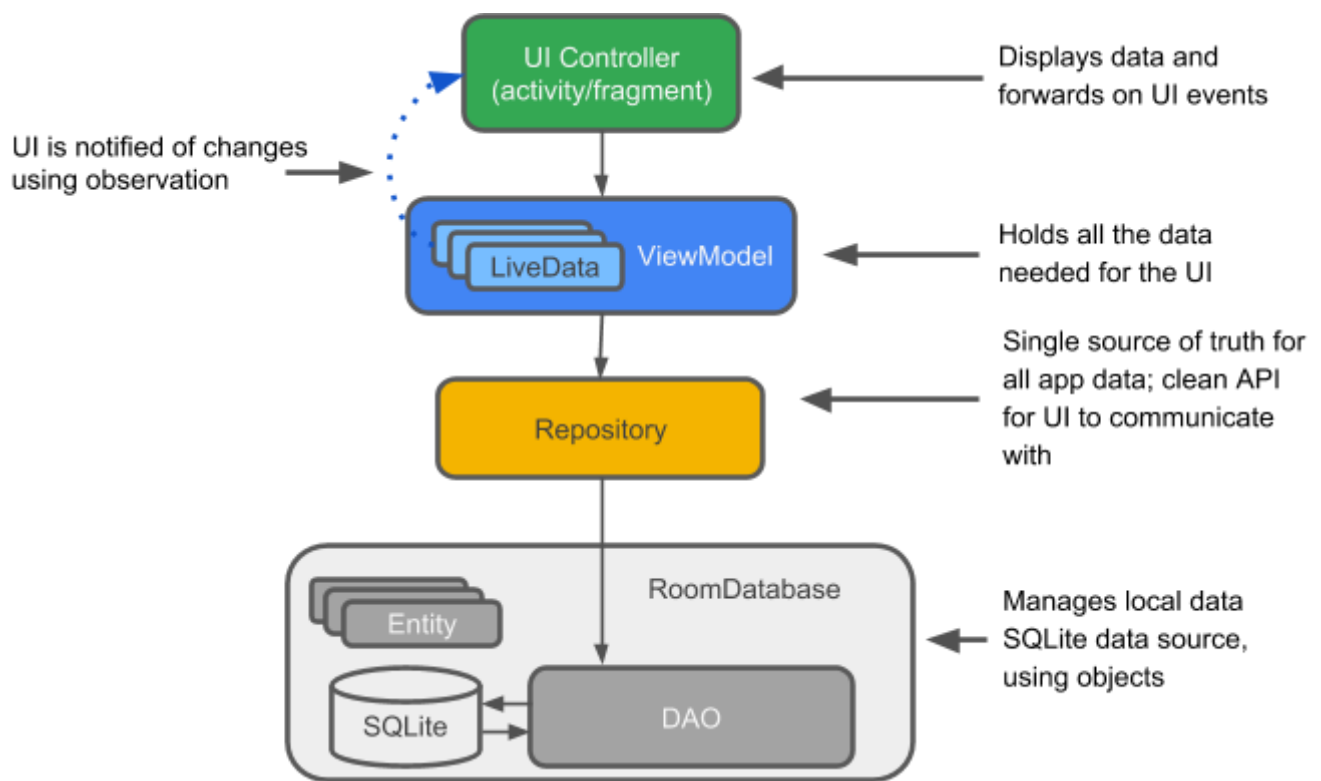 UI Controller
(activity/fragment)
Displays data and
forwards on UI events
UI is notified of changes
using observation
LiveData
ViewModel
Holds all the data
needed for the UI
Repository
Single source of truth for
all app data; clean API
for UI to communicate
with
RoomDatabase
Entity
SQLite
DAO
Manages local data
SQLite data source,
using objects